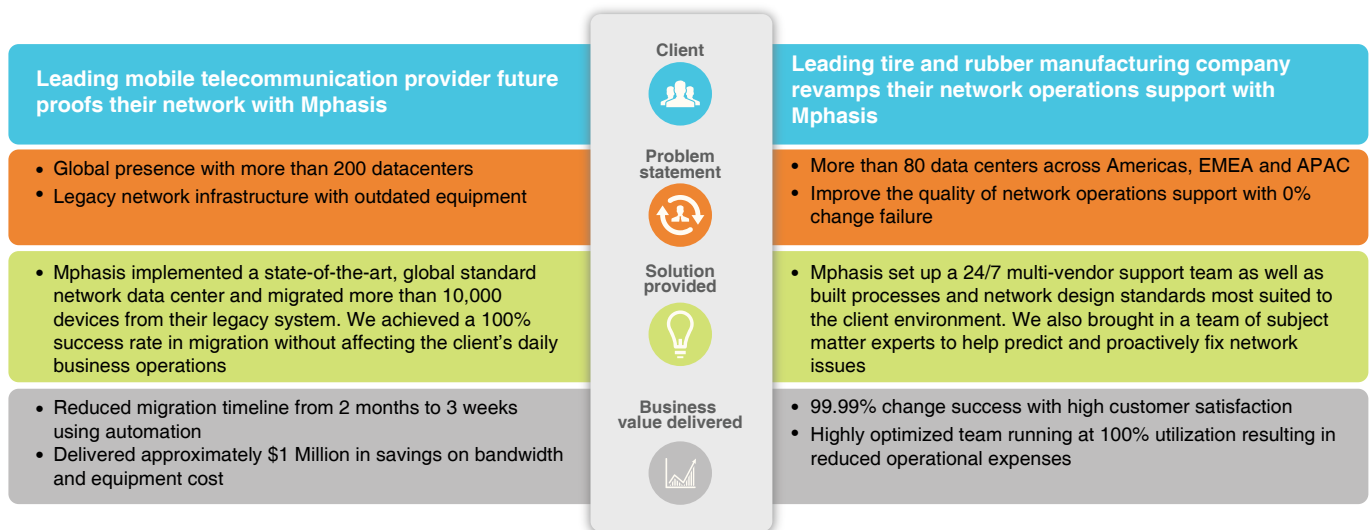 Client
Leading mobile telecommunication provider future
proofs their network with Mphasis
Leading tire and rubber manufacturing company
revamps their network operations support with
Mphasis
Problem
statement
• Global presence with more than 200 datacenters
• Legacy network infrastructure with outdated equipment
• More than 80 data centers across Americas, EMEA and APAC
• Improve the quality of network operations support with 0%
change failure
Solution
provided
• Mphasis implemented a state-of-the-art, global standard
network data center and migrated more than 10,000
devices from their legacy system. We achieved a 100%
success rate in migration without affecting the client's daily
business operations
• Mphasis set up a 24/7 multi-vendor support team as well as
built processes and network design standards most suited to
the client environment. We also brought in a team of subject
matter experts to help predict and proactively fix network
issues
Business
value delivered
• Reduced migration timeline from 2 months to 3 weeks
using automation
• Delivered approximately $1 Million in savings on bandwidth
and equipment cost
• 99.99% change success with high customer satisfaction
• Highly optimized team running at 100% utilization resulting in
reduced operational expenses